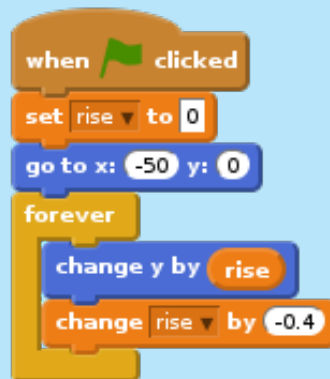 when clicked
set rise to 0
go to x: -50 y: 0
forever
change y by rise
change rise by -0.4